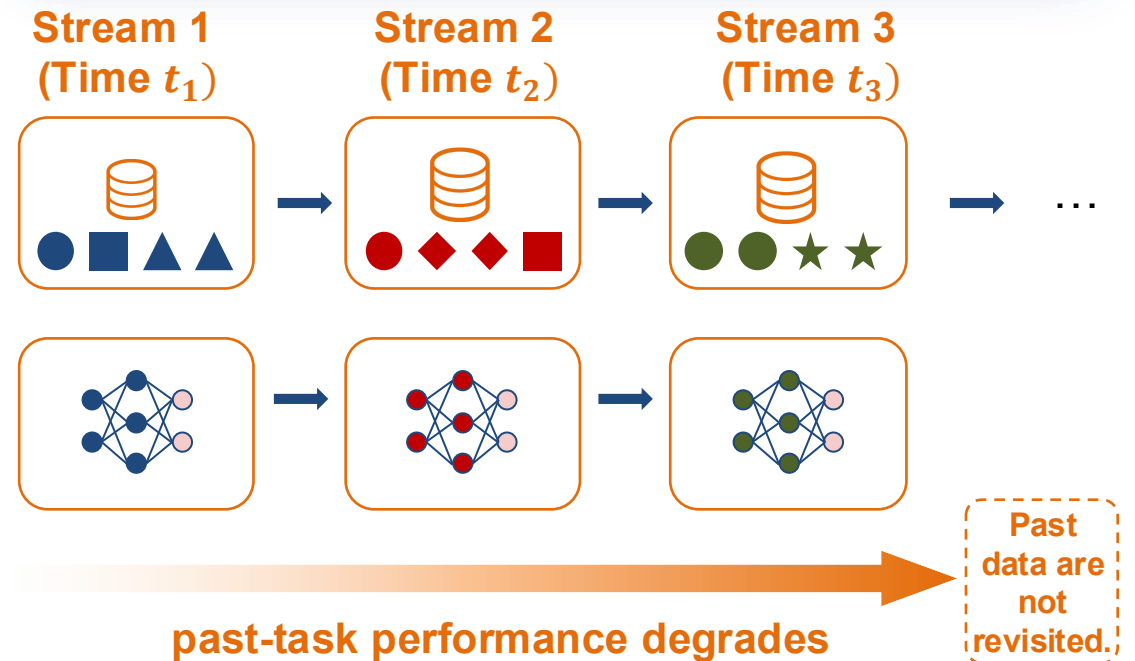 Stream 1
(Time t₁)
Stream 2
(Time t₂)
Stream 3
(Time t₃)
...
past-task performance degrades
Past
data are
not
revisited.